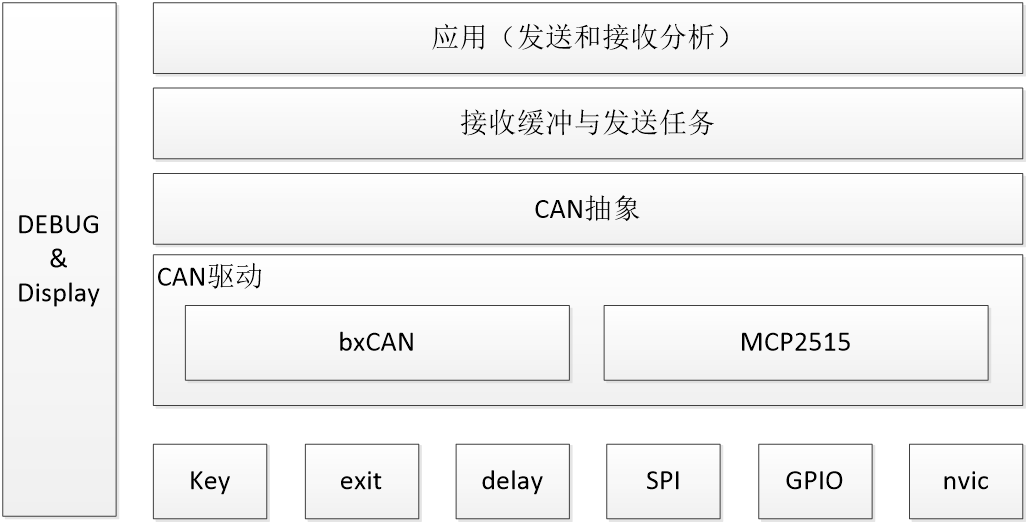 应用（发送和接收分析）
接收缓冲与发送任务
CAN抽象
DEBUG
&
Display
CAN驱动
bxCAN
MCP2515
Key
exit
delay
SPI
GPIO
nvic